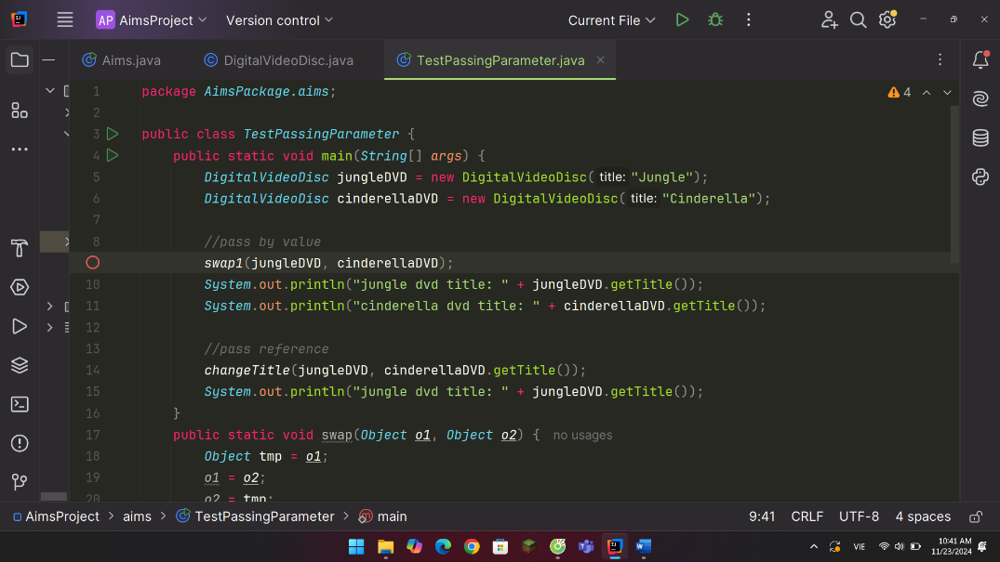 AP AimsProject Version control Current File
Aims.java DigitalVideoDisc.java TestPassingParameter.java
1 package AimsPackage.aims; 4
2
3 public class TestPassingParameter {
4 public static void main(String[] args) {
5 DigitalVideoDisc jungleDVD = new DigitalVideoDisc( title: "Jungle");
6 DigitalVideoDisc cinderellaDVD = new DigitalVideoDisc( title: "Cinderella");
7
8 //pass by value
swap1(jungleDVD, cinderellaDVD);
10 System.out.println("jungle dvd title: " + jungleDVD.getTitle());
11 System.out.println("cinderella dvd title: " + cinderellaDVD.getTitle());
12
13 //pass reference
14 changeTitle(jungleDVD, cinderellaDVD.getTitle());
15 System.out.println("jungle dvd title: " + jungleDVD.getTitle());
16 }
17 public static void swap(Object o1, Object o2) { no usages
18 Object tmp = o1;
19 o1 = o2;
20 o2 = tmp;
AimsProject > aims > TestPassingParameter > main 9:41 CRLF UTF-8 4 spaces
VIE 10:41 AM
11/23/2024